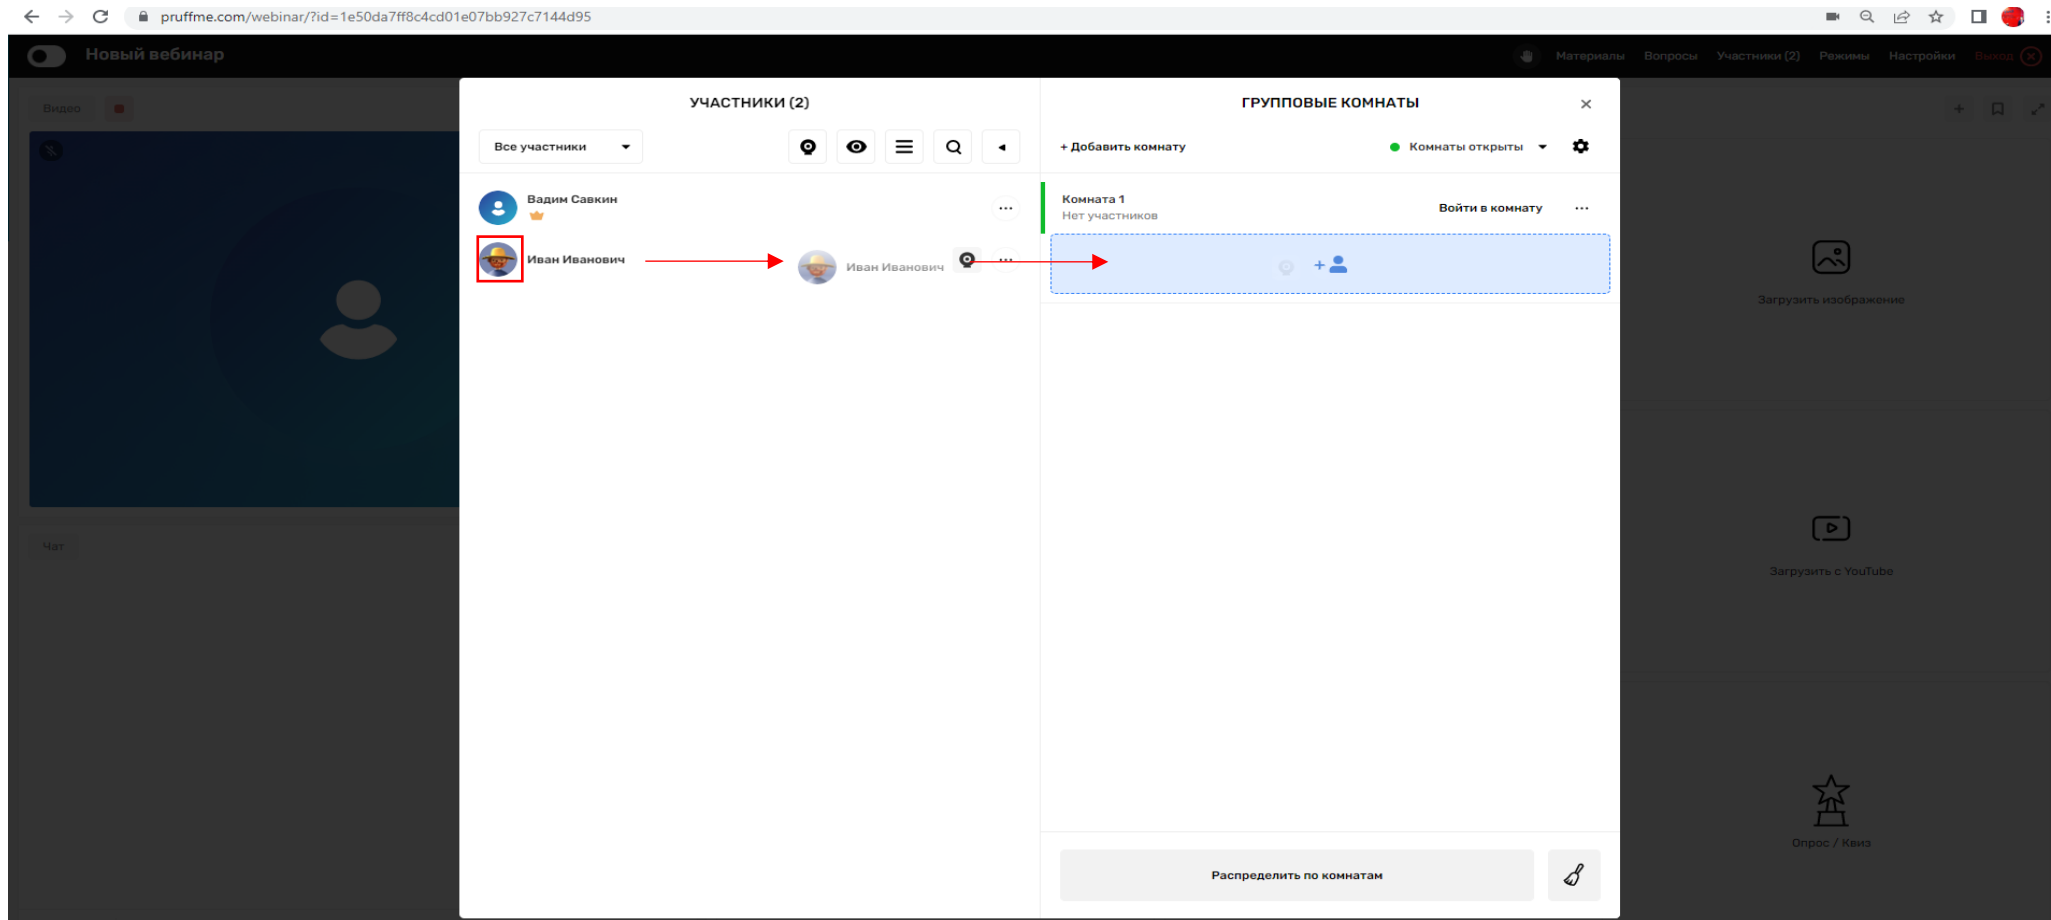 pruffme.com/webinar/?id=1e50da7ff8c4cd01e07bb927c7144d95
Новый вебинар
Материалы Вопросы Участники (2) Режимы Настройки Выход
Видео
УЧАСТНИКИ (2)
ГРУППОВЫЕ КОМНАТЫ
Все участники
+ Добавить комнату
Комнаты открыты
Вадим Савкин
Комната 1
Нет участников
Войти в комнату
Иван Иванович
Иван Иванович
Загрузить изображение
Чат
Загрузить с YouTube
Опрос / Квиз
Распределить по комнатам